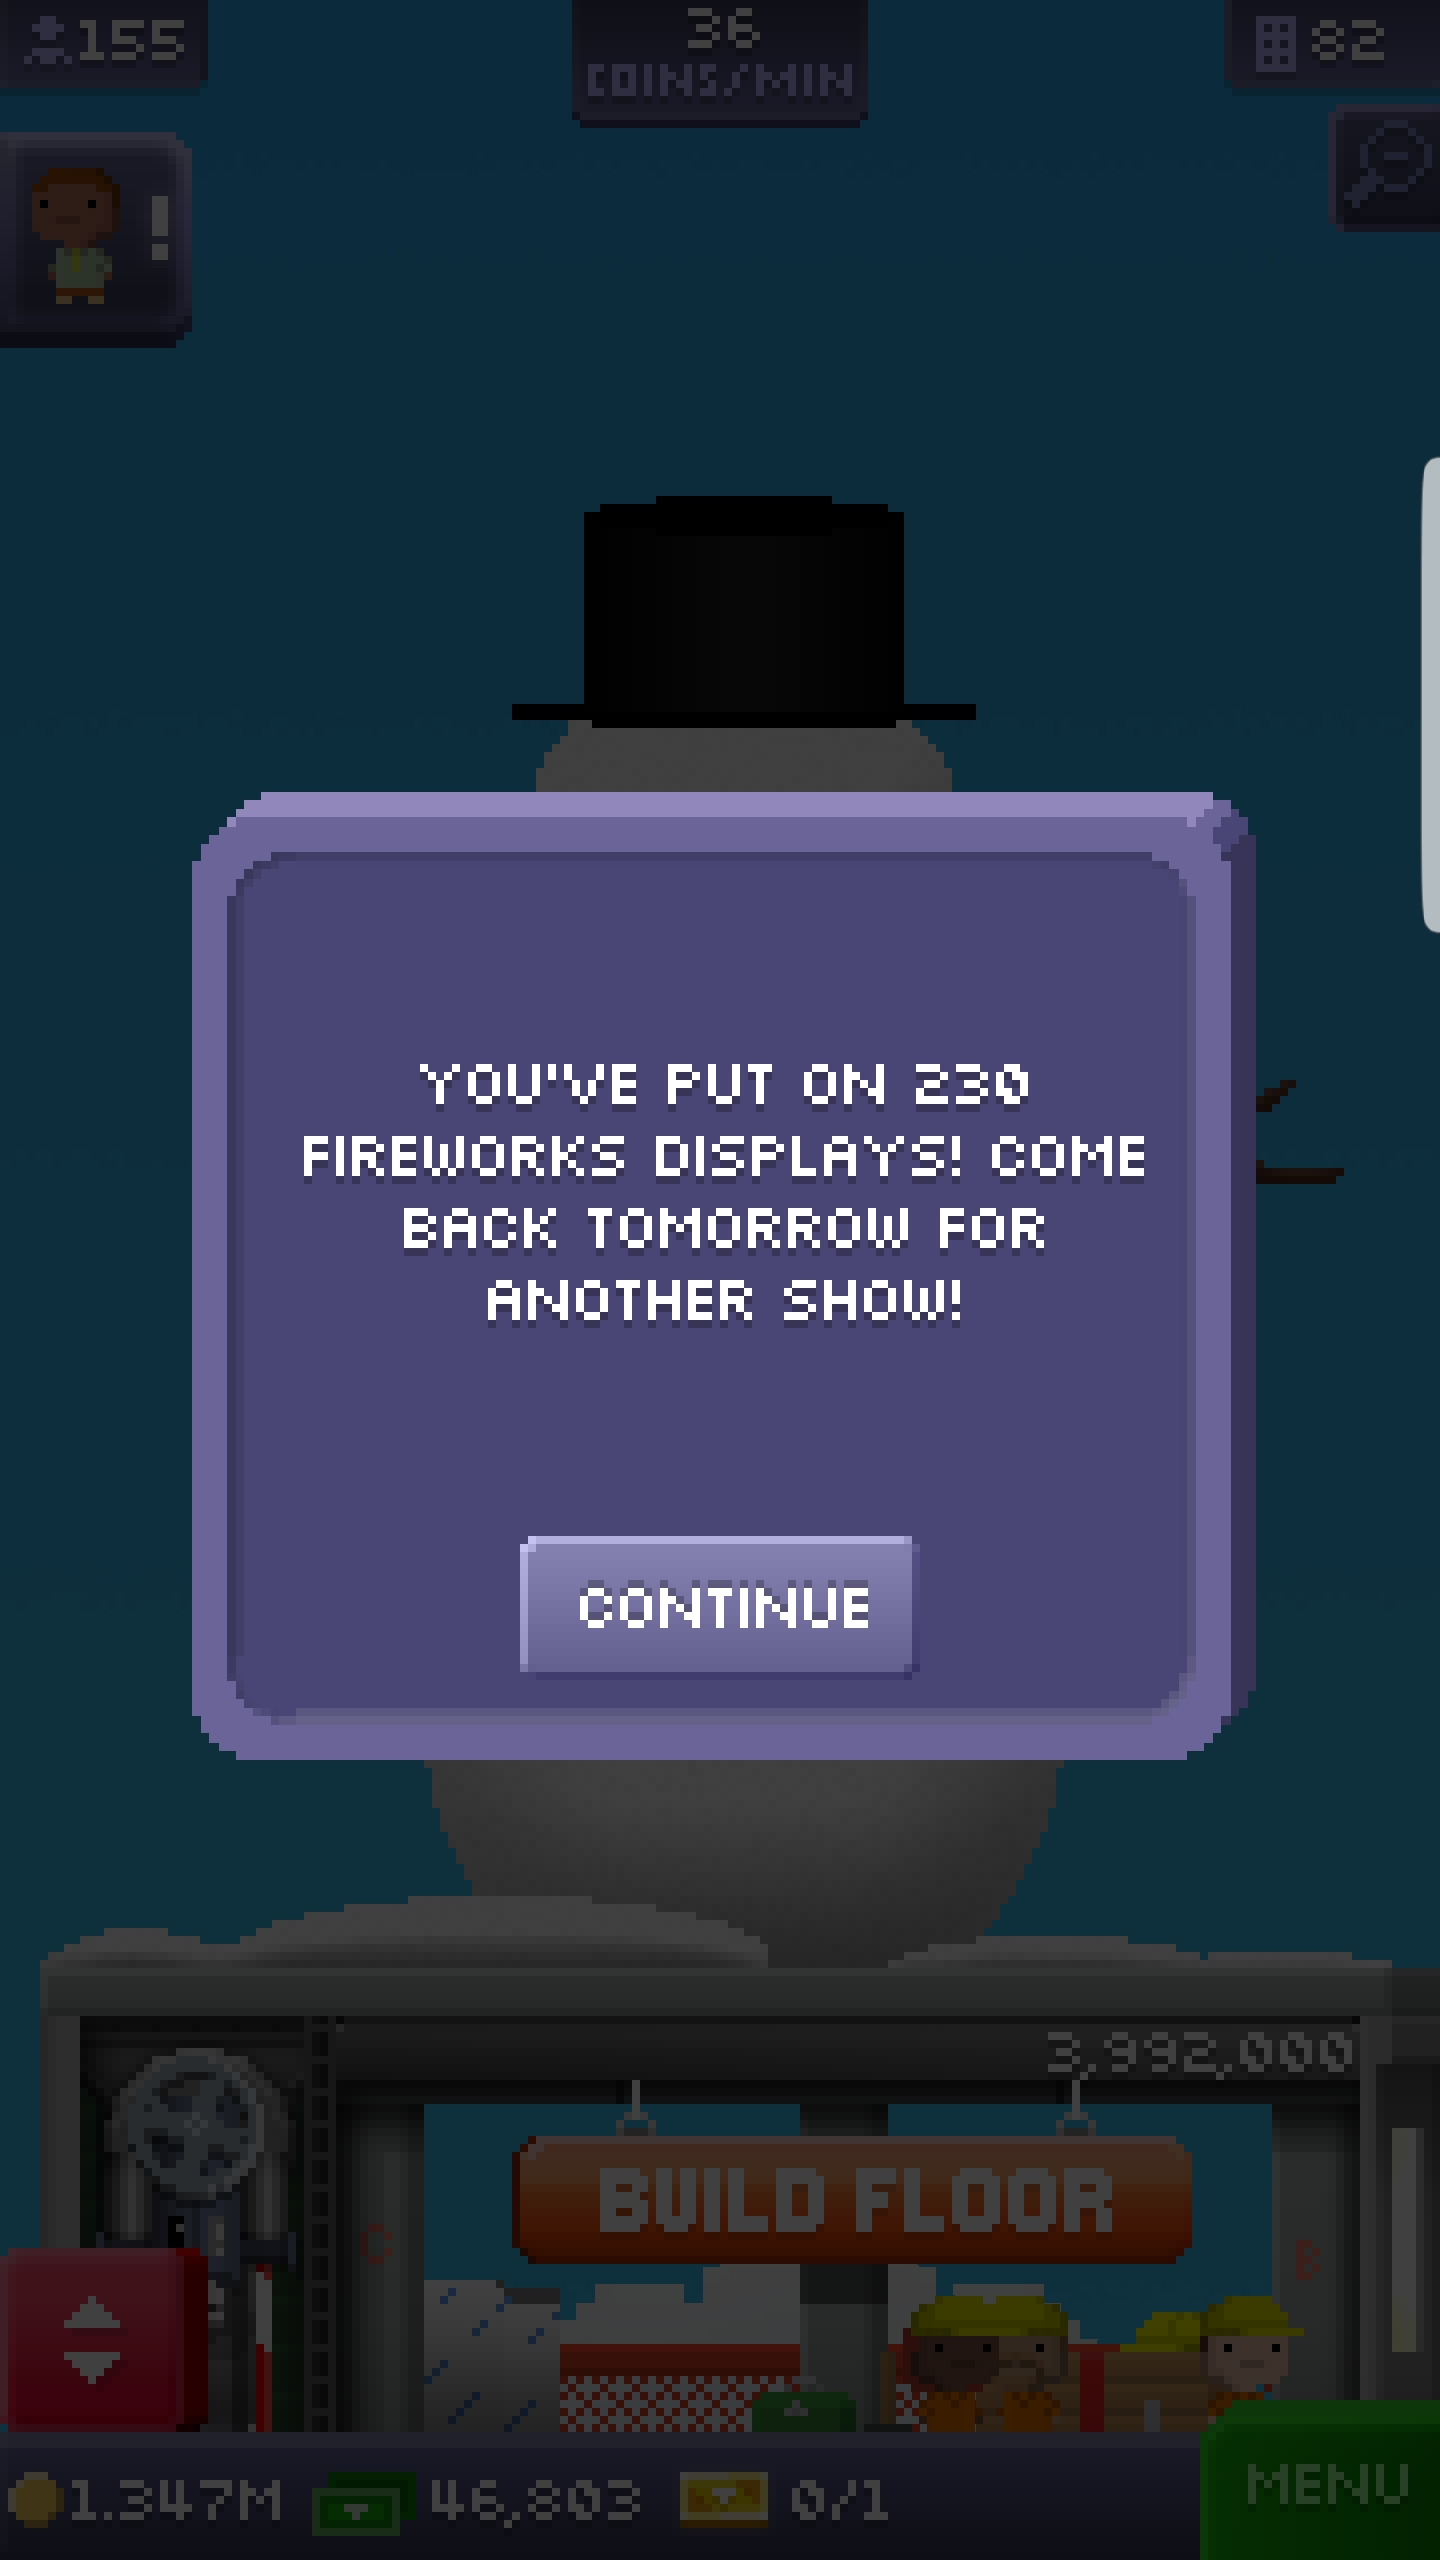 155
36
COINS/MIN
82
!
YOU'VE PUT ON 230
FIREWORKS DISPLAYS! COME
BACK TOMORROW FOR
ANOTHER SHOW!
CONTINUE
3,992,000
BUILD FLOOR
C
B
1.347M
46,803
0/1
MENU